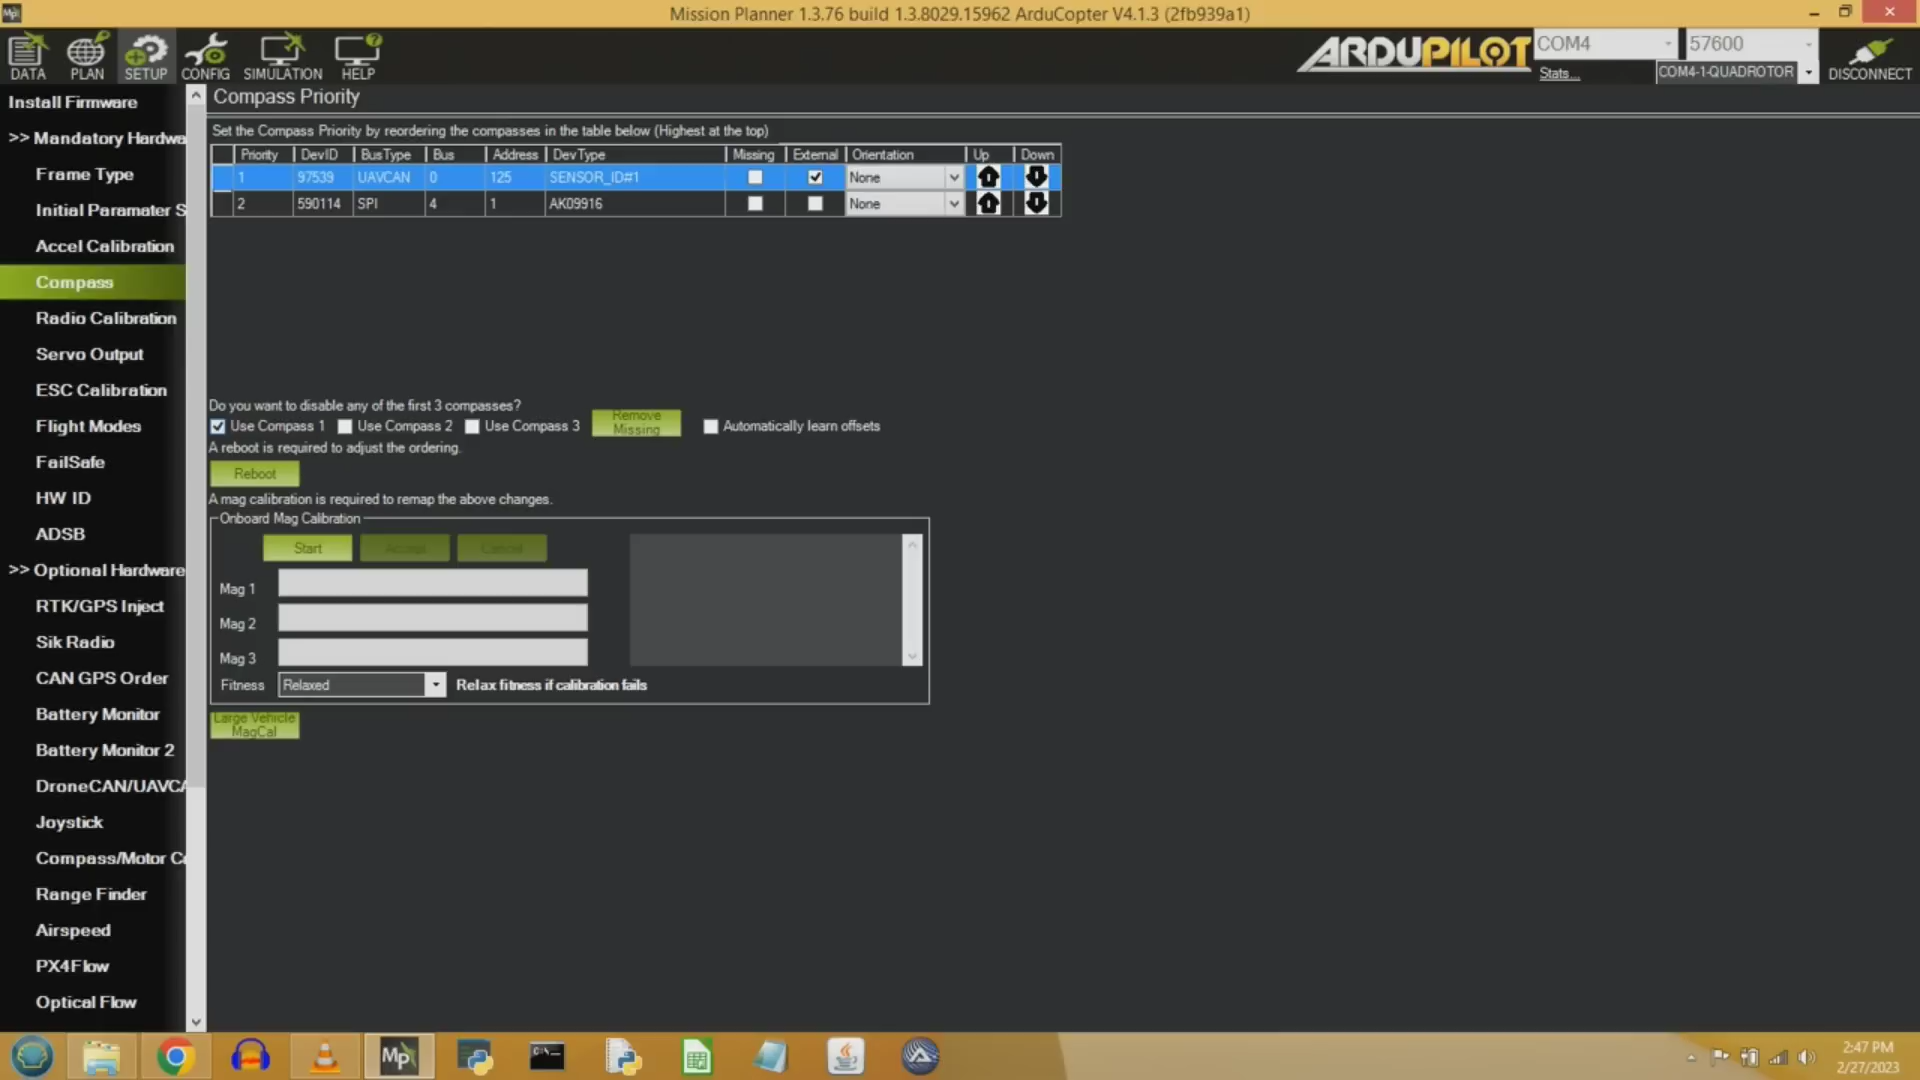 Mission Planner 1.3.76 build 1.3.8029.15962 ArduCopter V4.1.3 (2fb939a1)
DATA PLAN SETUP CONFIG SIMULATION HELP
ARDUPILOT
COM4
57600
Stats...
COM4-1-QUADROTOR
DISCONNECT
Install Firmware
>> Mandatory Hardwa
Frame Type
Initial Paramater S
Accel Calibration
Compass
Radio Calibration
Servo Output
ESC Calibration
Flight Modes
FailSafe
HW ID
ADSB
>> Optional Hardware
RTK/GPS Inject
Sik Radio
CAN GPS Order
Battery Monitor
Battery Monitor 2
DroneCAN/UAVCA
Joystick
Compass/Motor C
Range Finder
Airspeed
PX4Flow
Optical Flow
Compass Priority
Set the Compass Priority by reordering the compasses in the table below (Highest at the top)
Priority DevID BusType Bus Address DevType Missing External Orientation Up Down
1 97539 UAVCAN 0 125 SENSOR_ID#1 None
2 590114 SPI 4 1 AK09916 None
Do you want to disable any of the first 3 compasses?
Use Compass 1 Use Compass 2 Use Compass 3 Remove Missing Automatically learn offsets
A reboot is required to adjust the ordering.
Reboot
A mag calibration is required to remap the above changes.
Onboard Mag Calibration
Start Accept Cancel
Mag 1
Mag 2
Mag 3
Fitness Relaxed Relax fitness if calibration fails
Large Vehicle
MagCal
Mp
C:\
2:47 PM
2/27/2023